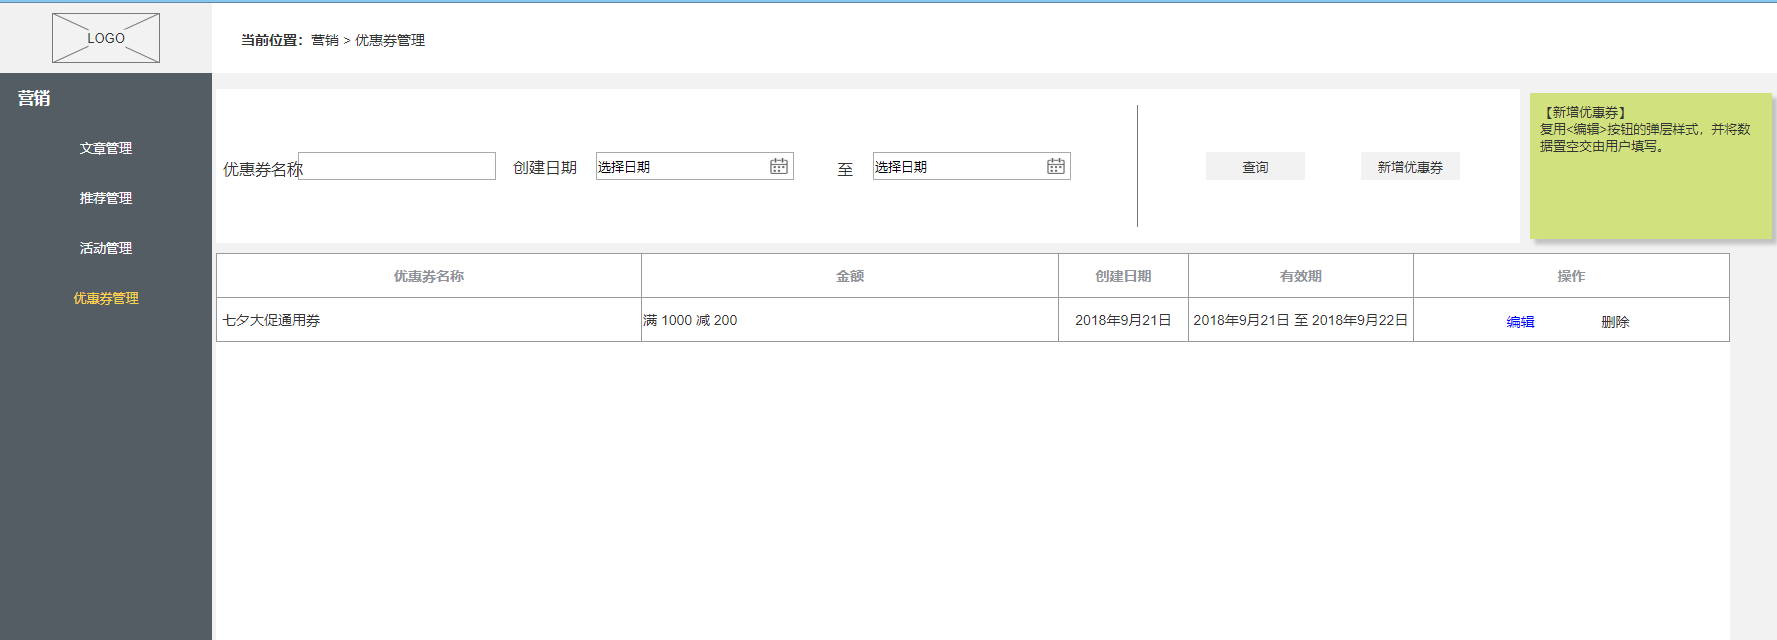 LOGO
当前位置：营销 > 优惠券管理
营销
文章管理
推荐管理
活动管理
优惠券管理
优惠券名称
创建日期
选择日期
至
选择日期
查询
新增优惠券
【新增优惠券】
复用<编辑>按钮的弹层样式，并将数
据置空交由用户填写。
优惠券名称
金额
创建日期
有效期
操作
七夕大促通用券
满 1000 减 200
2018年9月21日
2018年9月21日 至 2018年9月22日
编辑
删除